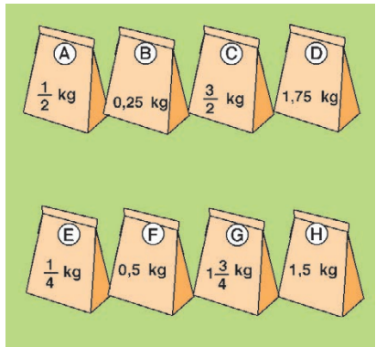 A B C D
1/2 kg 0,25 kg 3/2 kg 1,75 kg
E F G H
1/4 kg 0,5 kg 1 3/4 kg 1,5 kg